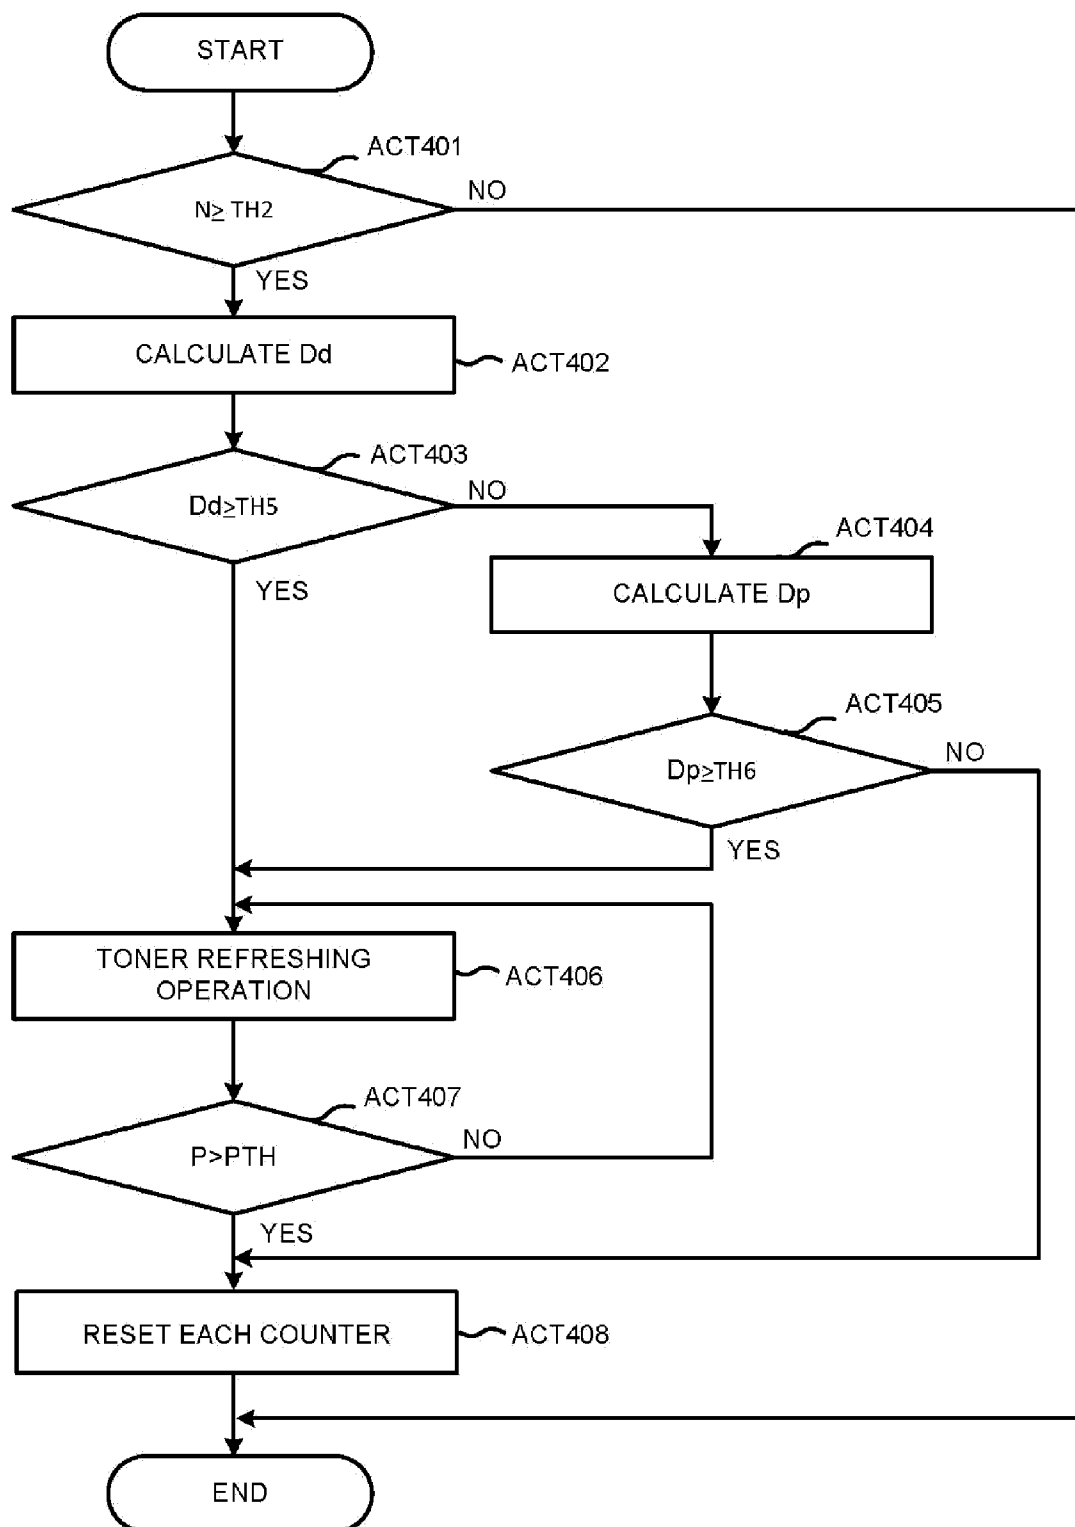 START
ACT401
N≥ TH2
NO
YES
CALCULATE Dd
ACT402
ACT403
Dd≥TH5
NO
YES
ACT404
CALCULATE Dp
ACT405
Dp≥TH6
NO
YES
TONER REFRESHING
OPERATION
ACT406
ACT407
P>PTH
NO
YES
RESET EACH COUNTER
ACT408
END